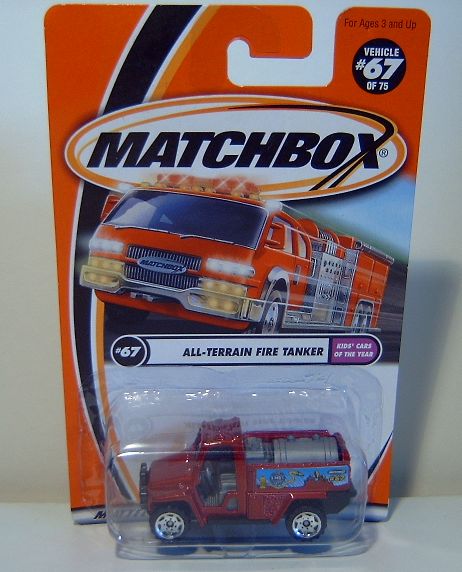 For Ages 3 and Up
VEHICLE
#67
OF 75
MATCHBOX®
MATCHBOX
#67
ALL-TERRAIN FIRE TANKER
KIDS' CARS
OF THE YEAR